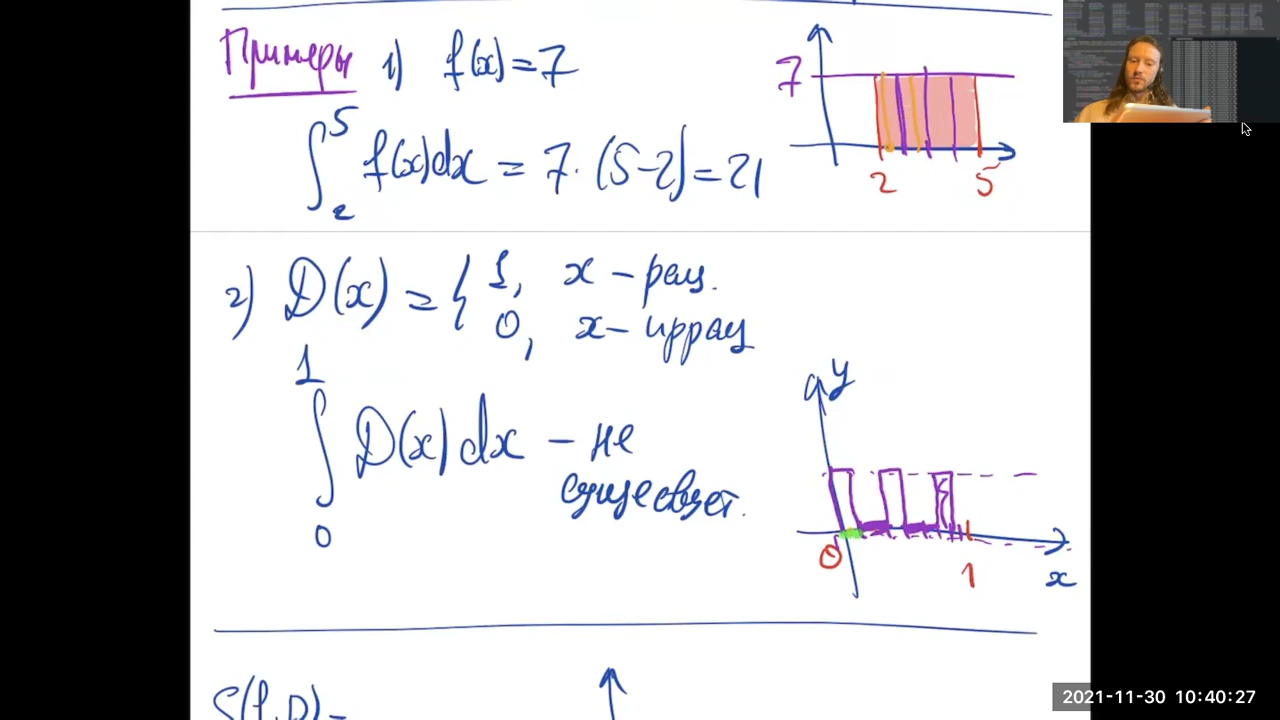 Примеры 1) f(x) = 7
∫₂⁵ f(x)dx = 7·(5-2) = 21
7
2 5
2) D(x) = { 1, x – рац.
0, x – иррац
∫₀¹ D(x)dx – не
существует.
y
0 1 x
S(f,D) =
2021-11-30 10:40:27